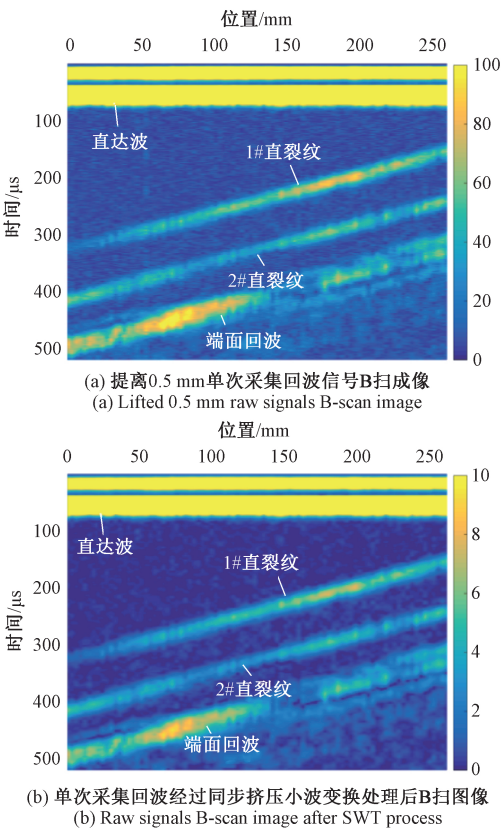 位置/mm
0 50 100 150 200 250
时间/μs
100
200
300
400
500
直达波
1#直裂纹
2#直裂纹
端面回波
100
80
60
40
20
0
(a) 提离0.5 mm单次采集回波信号B扫成像
(a) Lifted 0.5 mm raw signals B-scan image
位置/mm
0 50 100 150 200 250
时间/μs
100
200
300
400
500
直达波
1#直裂纹
2#直裂纹
端面回波
10
8
6
4
2
0
(b) 单次采集回波经过同步挤压小波变换处理后B扫图像
(b) Raw signals B-scan image after SWT process